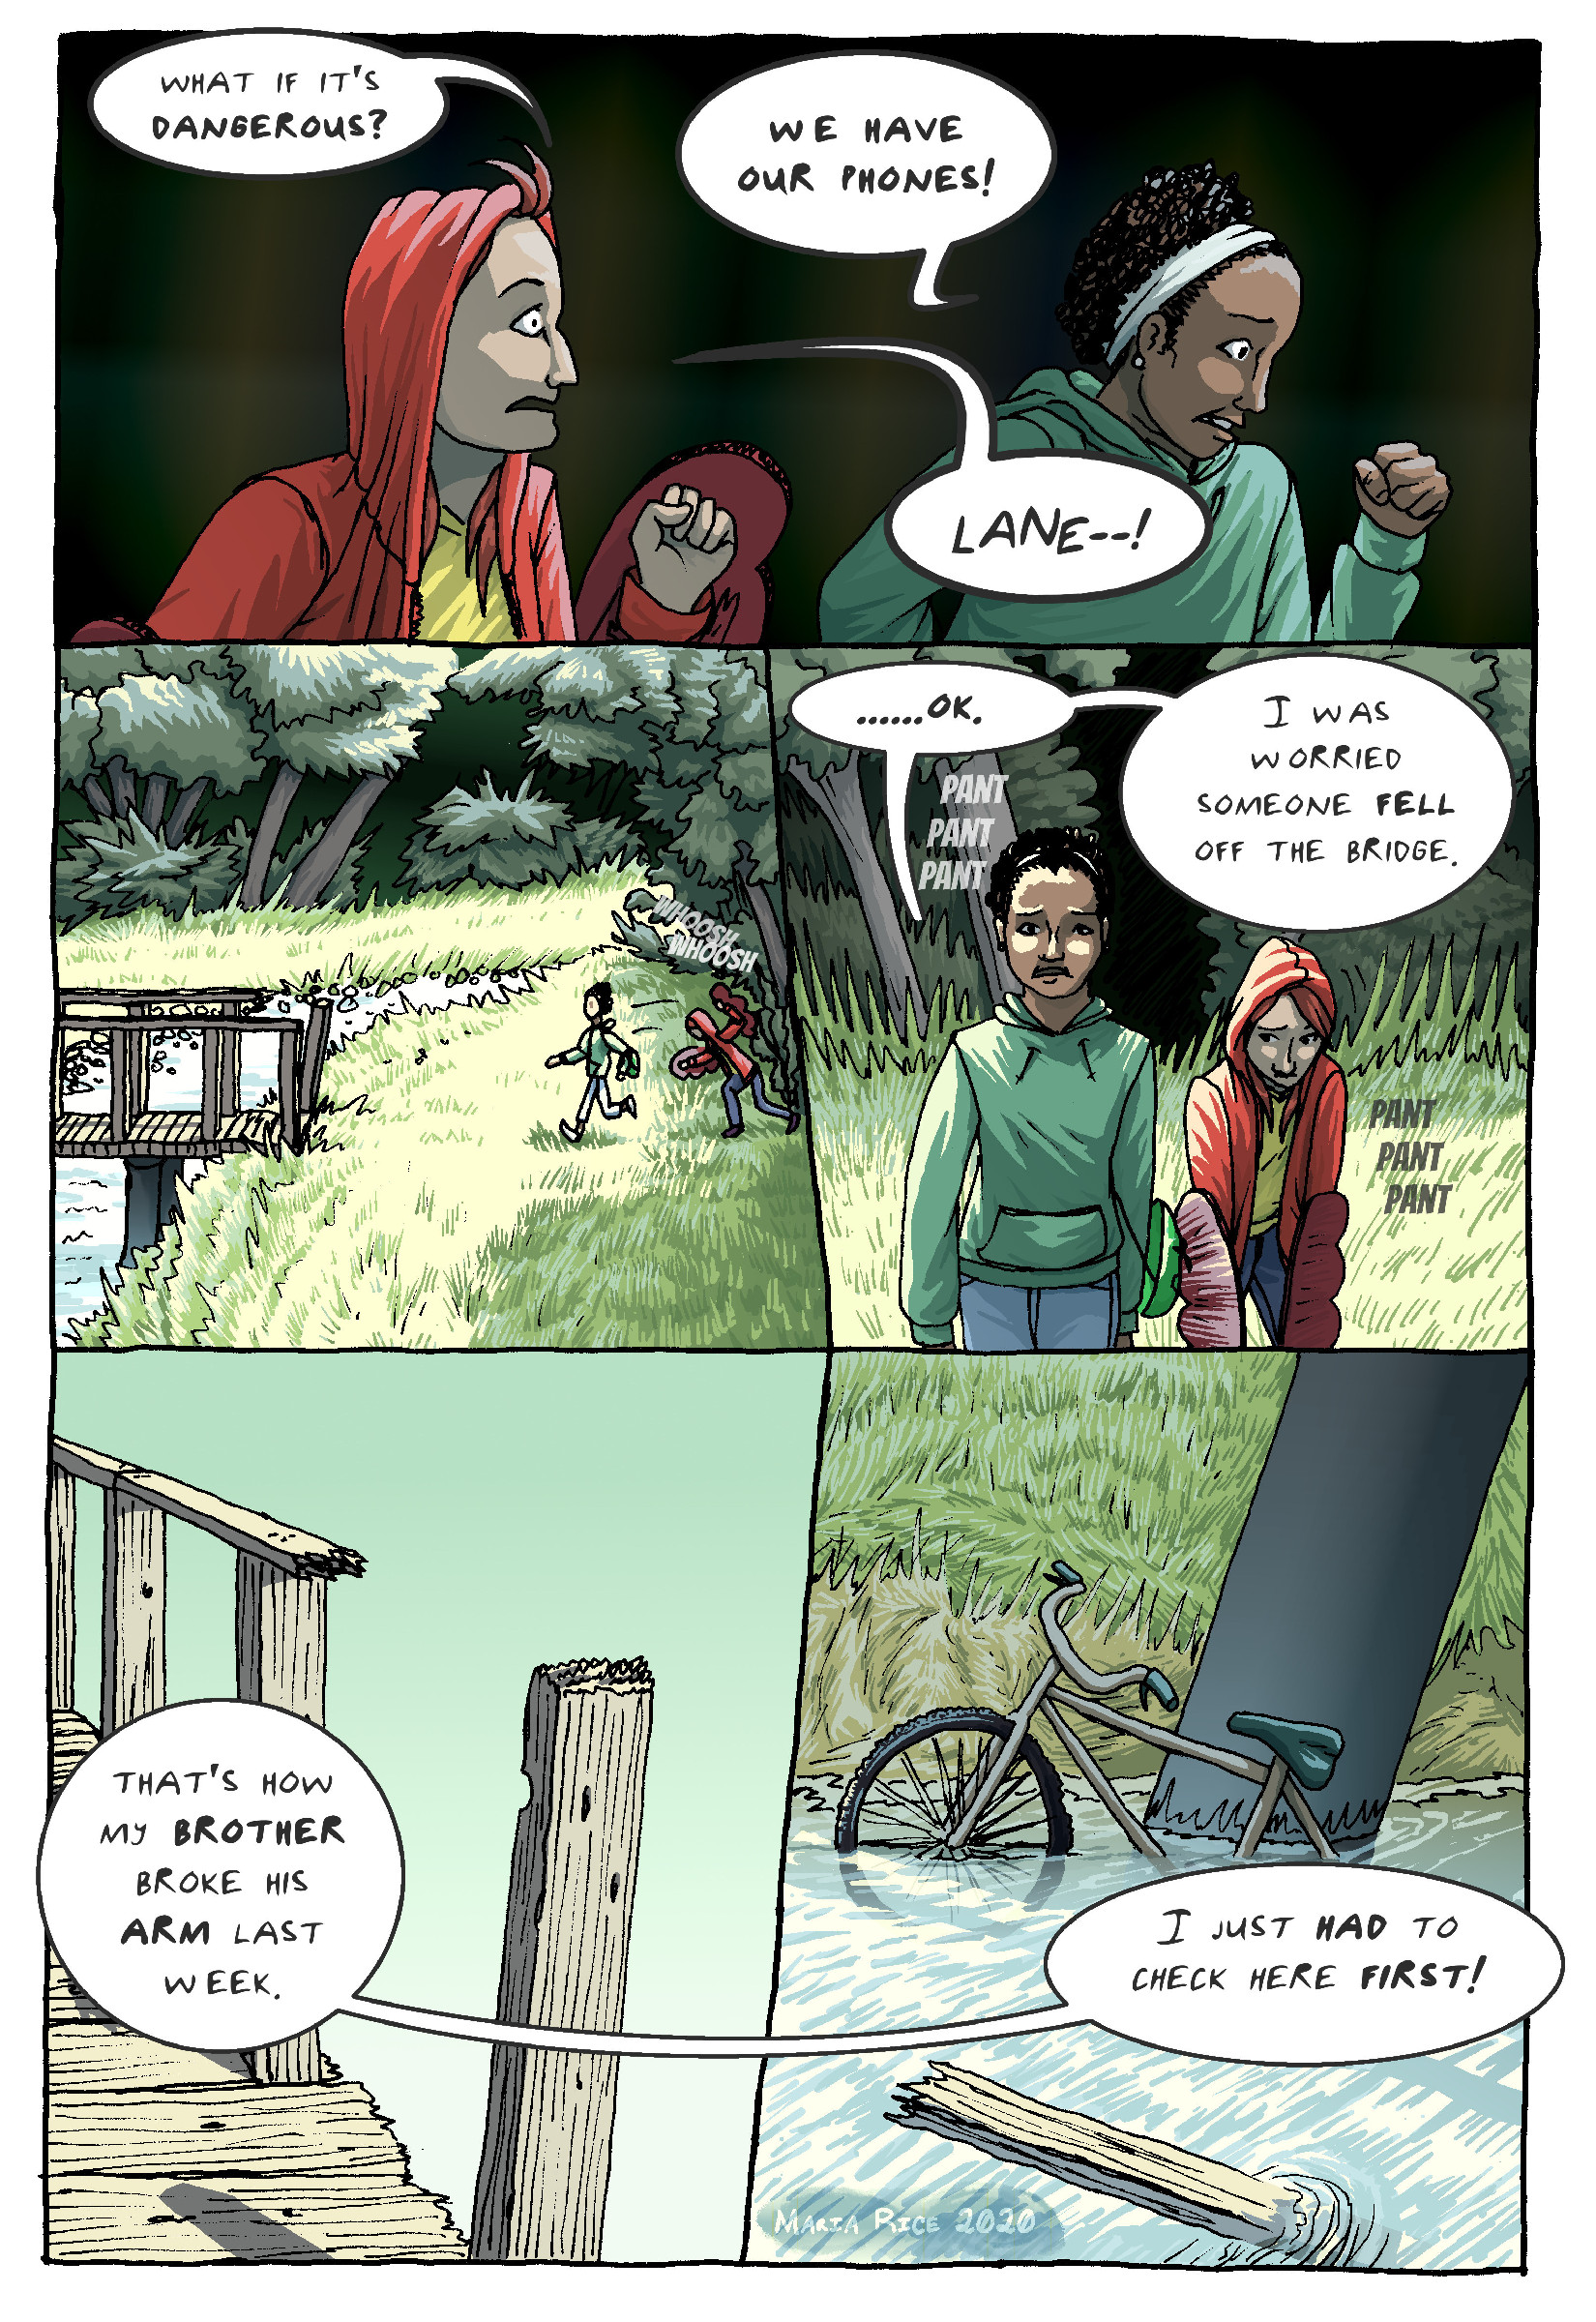 WHAT IF IT'S
DANGEROUS?
WE HAVE
OUR PHONES!
LANE--!
WHOOSH
WHOOSH
......OK.
I WAS
WORRIED
SOMEONE FELL
OFF THE BRIDGE.
PANT
PANT
PANT
PANT
PANT
PANT
THAT'S HOW
MY BROTHER
BROKE HIS
ARM LAST
WEEK.
I JUST HAD TO
CHECK HERE FIRST!
MARIA RICE 2020